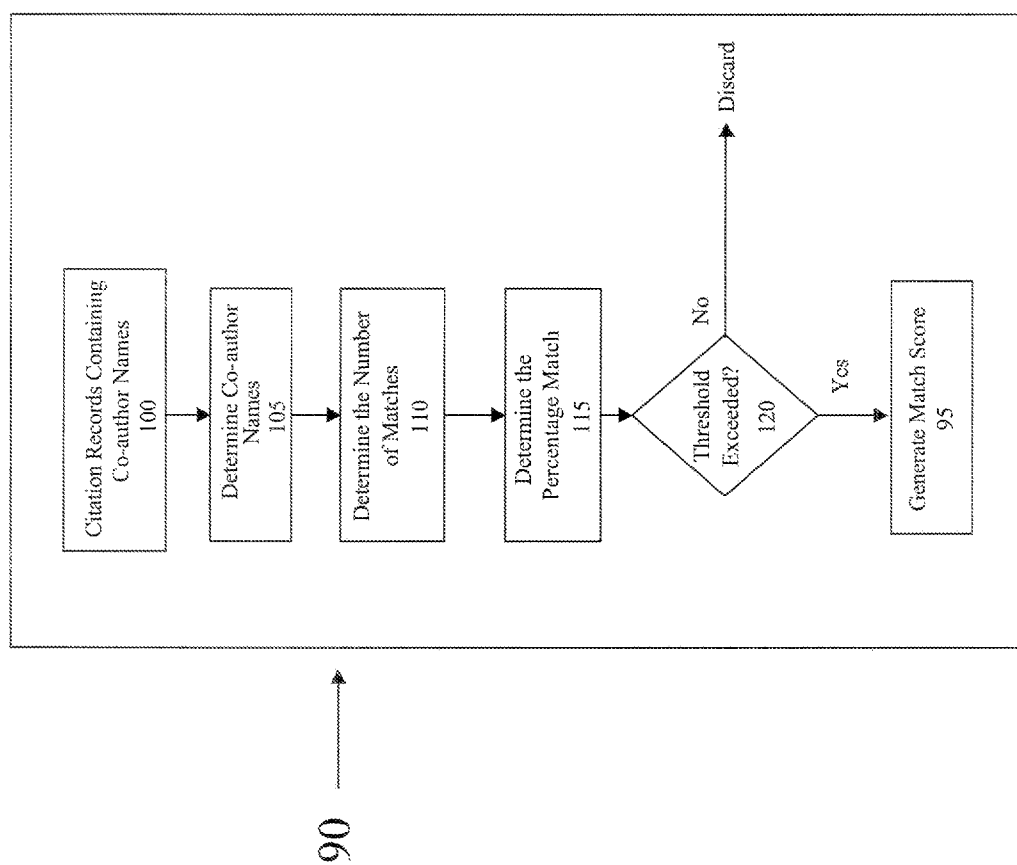 90
Citation Records Containing
Co-author Names
100
Determine Co-author
Names
105
Determine the Number
of Matches
110
Determine the
Percentage Match
115
Threshold
Exceeded?
120
No
Discard
Yes
Generate Match Score
95